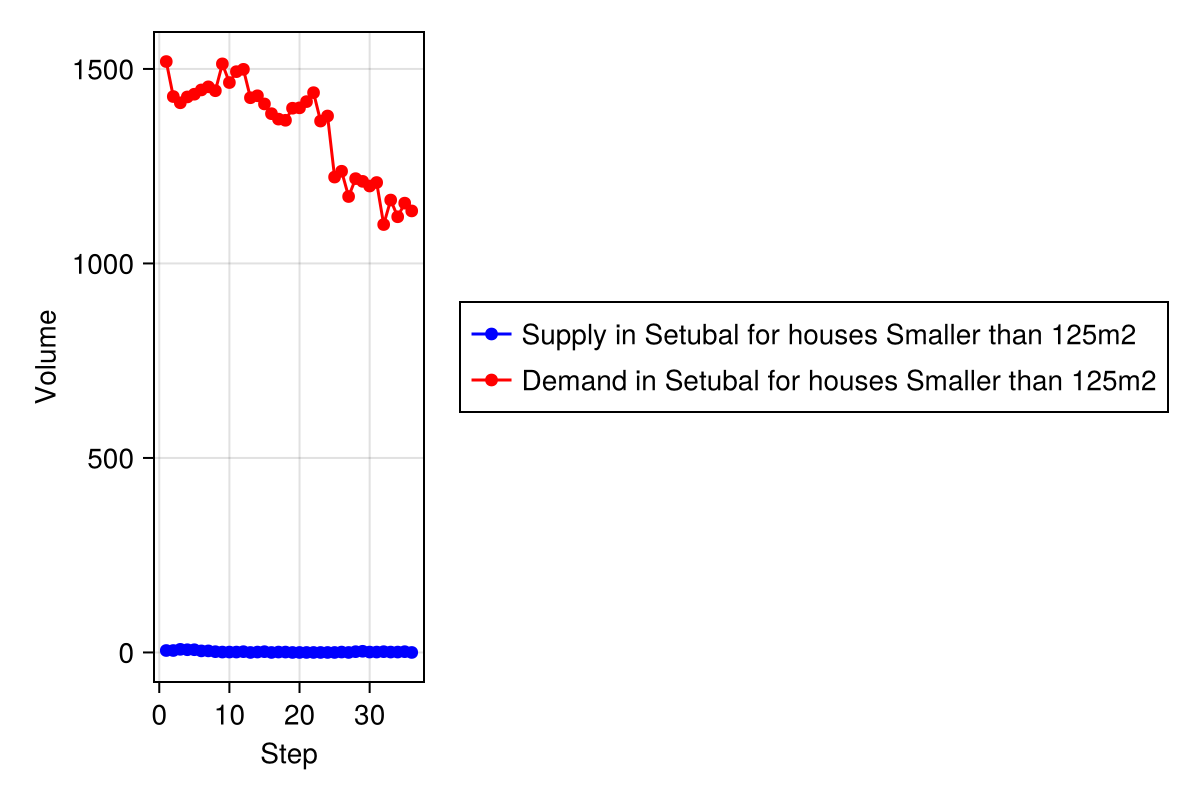 1500
1000
500
0
Volume
0 10 20 30
Step
Supply in Setubal for houses Smaller than 125m2
Demand in Setubal for houses Smaller than 125m2